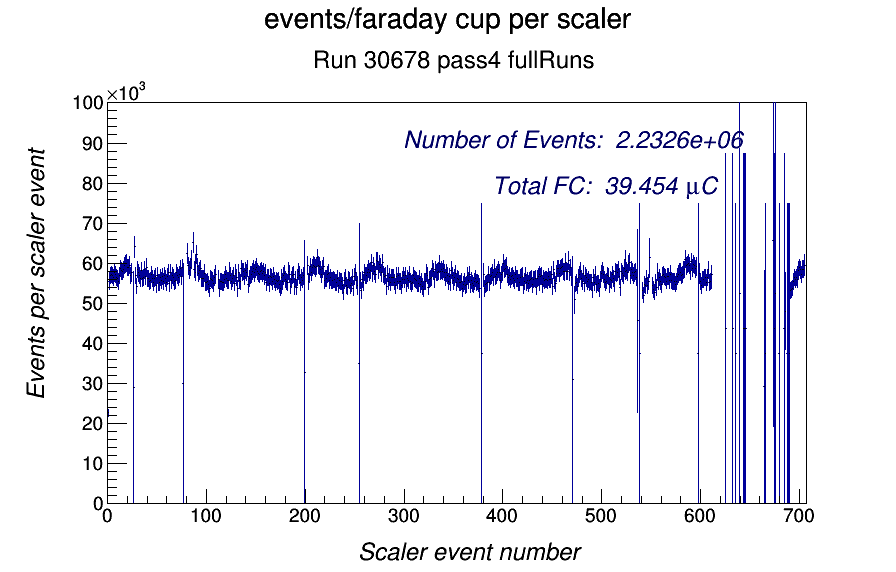 events/faraday cup per scaler
Run 30678 pass4 fullRuns
×10³
100
90
80
70
60
50
40
30
20
10
0
Events per scaler event
Number of Events: 2.2326e+06
Total FC: 39.454 μC
0 100 200 300 400 500 600 700
Scaler event number